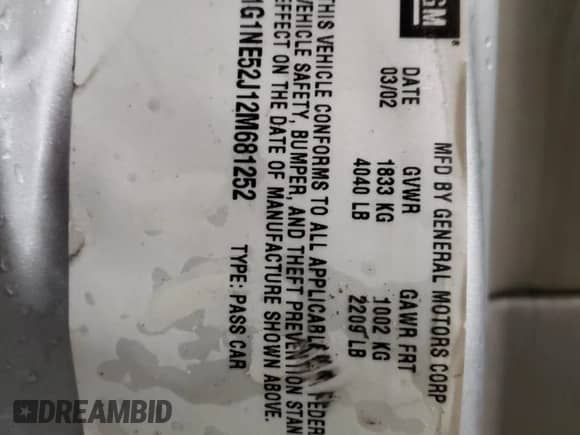 GM®
MFD BY GENERAL MOTORS CORP
DATE GVWR GAWR FRT
03/02 1833 KG 1002 KG
4040 LB 2209 LB
THIS VEHICLE CONFORMS TO ALL APPLICABLE FEDER
VEHICLE SAFETY, BUMPER, AND THEFT PREVENTION STAN
EFFECT ON THE DATE OF MANUFACTURE SHOWN ABOVE.
1G1NE52J12M681252 TYPE: PASS CAR
DREAMBID